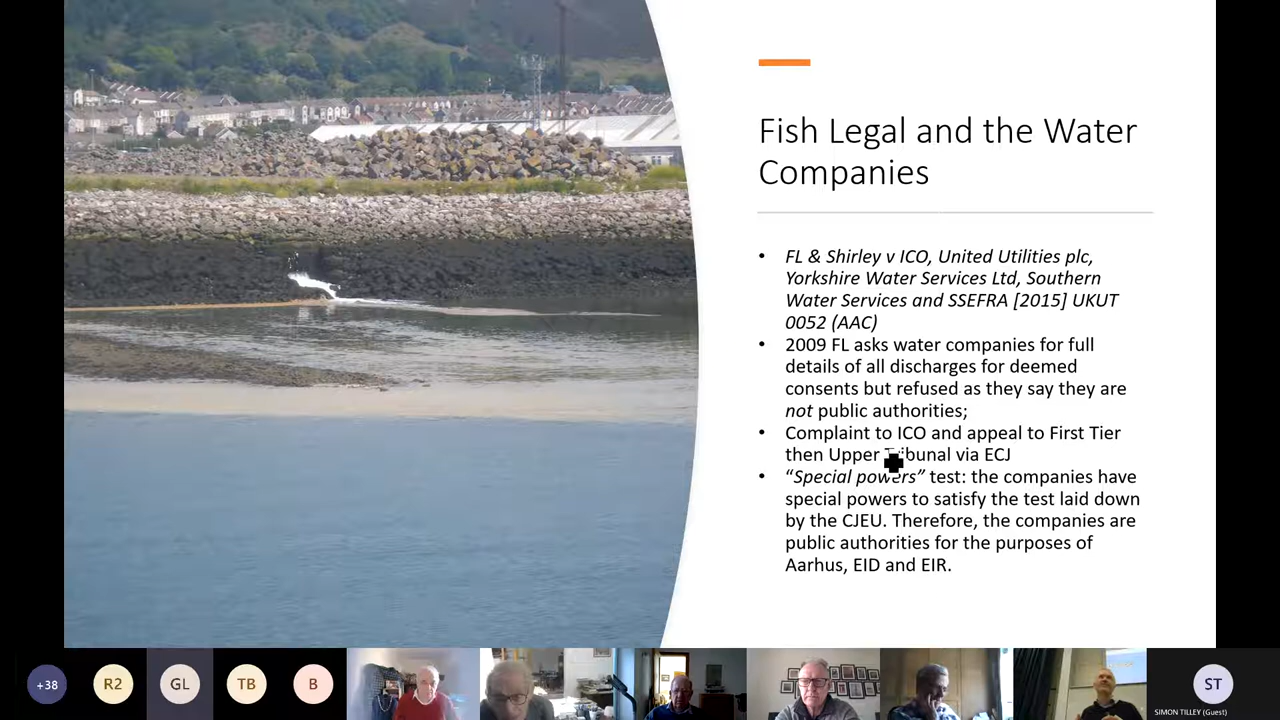 Fish Legal and the Water
Companies
• FL & Shirley v ICO, United Utilities plc,
Yorkshire Water Services Ltd, Southern
Water Services and SSEFRA [2015] UKUT
0052 (AAC)
• 2009 FL asks water companies for full
details of all discharges for deemed
consents but refused as they say they are
not public authorities;
• Complaint to ICO and appeal to First Tier
then Upper Tribunal via ECJ
• “Special powers” test: the companies have
special powers to satisfy the test laid down
by the CJEU. Therefore, the companies are
public authorities for the purposes of
Aarhus, EID and EIR.
+38
R2
GL
TB
B
ST
SIMON TILLEY (Guest)